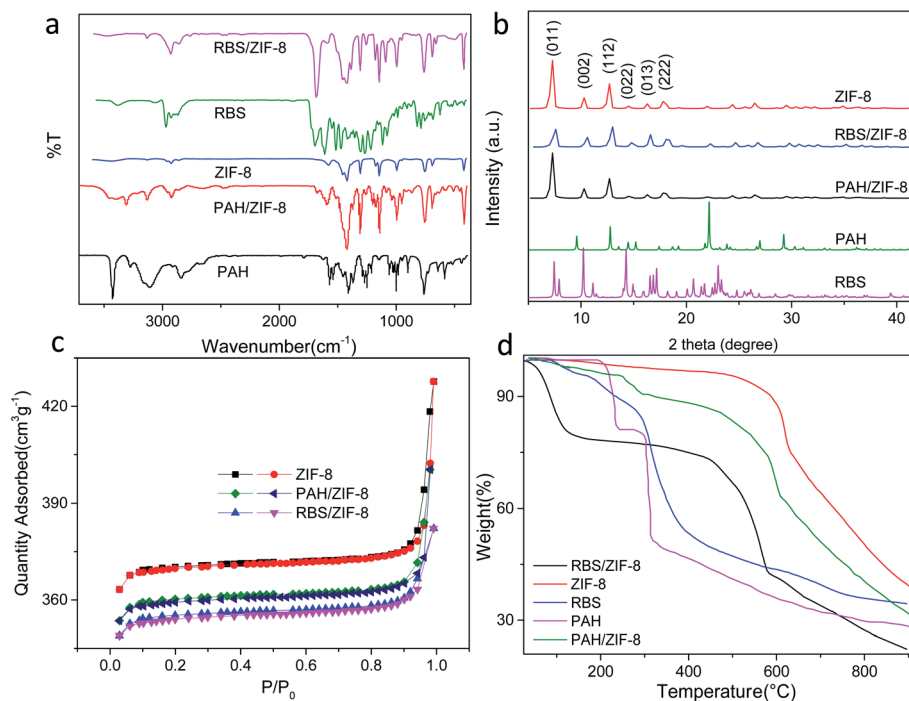 a
RBS/ZIF-8
RBS
ZIF-8
PAH/ZIF-8
PAH
%T
3000 2000 1000
Wavenumber(cm⁻¹)
b
(011)
(002)
(112)
(022)
(013)
(222)
ZIF-8
RBS/ZIF-8
PAH/ZIF-8
PAH
RBS
Intensity (a.u.)
10 20 30 40
2 theta (degree)
c
Quantity Adsorbed(cm³g⁻¹)
420
390
360
ZIF-8
PAH/ZIF-8
RBS/ZIF-8
0.0 0.2 0.4 0.6 0.8 1.0
P/P₀
d
Weight(%)
90
60
30
RBS/ZIF-8
ZIF-8
RBS
PAH
PAH/ZIF-8
200 400 600 800
Temperature(°C)